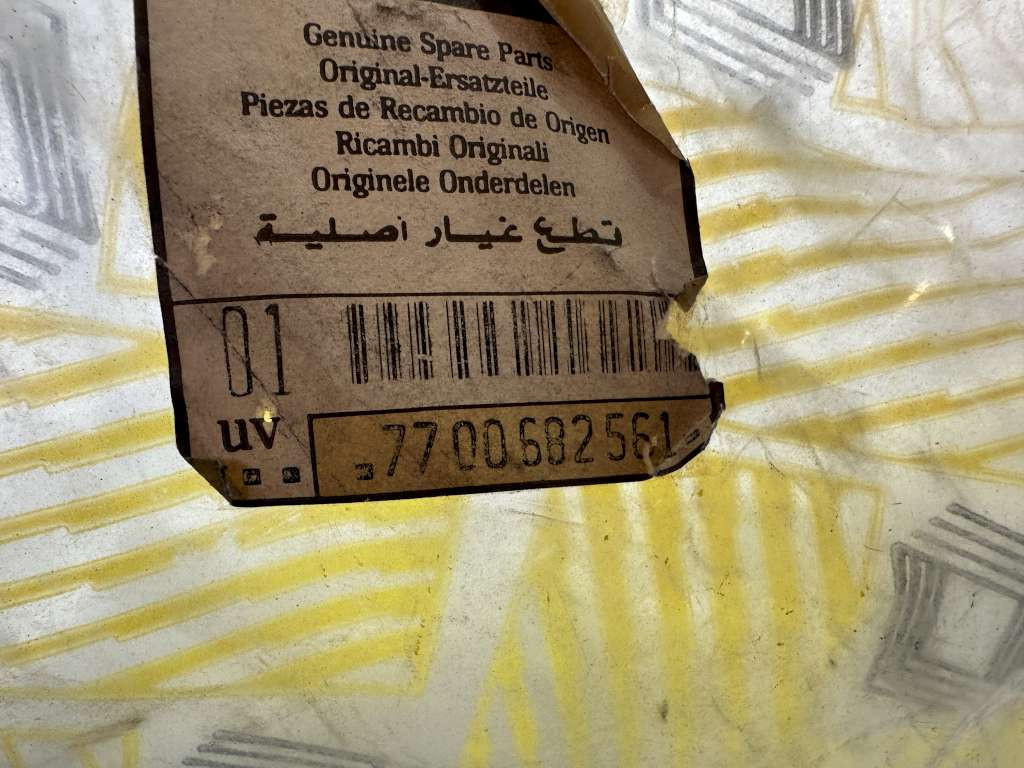 Genuine Spare Parts
Original-Ersatzteile
Piezas de Recambio de Origen
Ricambi Originali
Originele Onderdelen
قطع غيار اصلية
01
uv
7700682561